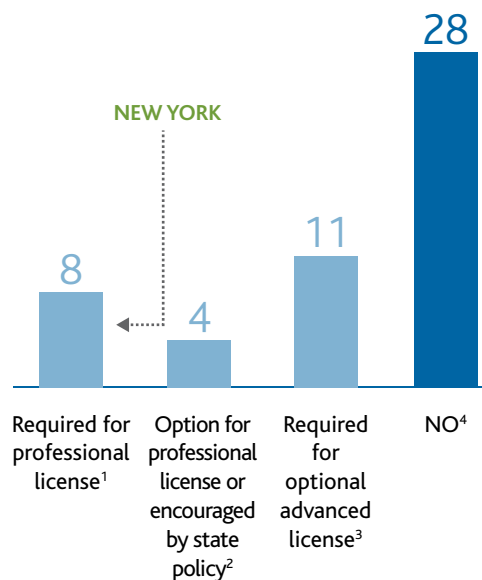 28
NEW YORK
11
8
4
Required for
professional
license¹
Option for
professional
license or
encouraged
by state
policy²
Required
for
optional
advanced
license³
NO⁴